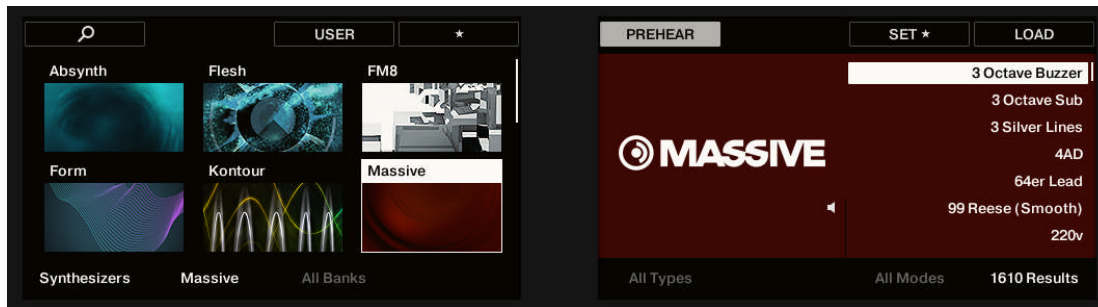 USER ★
Absynth Flesh FM8
Form Kontour Massive
Synthesizers Massive All Banks
PREHEAR SET ★ LOAD
MASSIVE
3 Octave Buzzer
3 Octave Sub
3 Silver Lines
4AD
64er Lead
99 Reese (Smooth)
220v
All Types All Modes 1610 Results